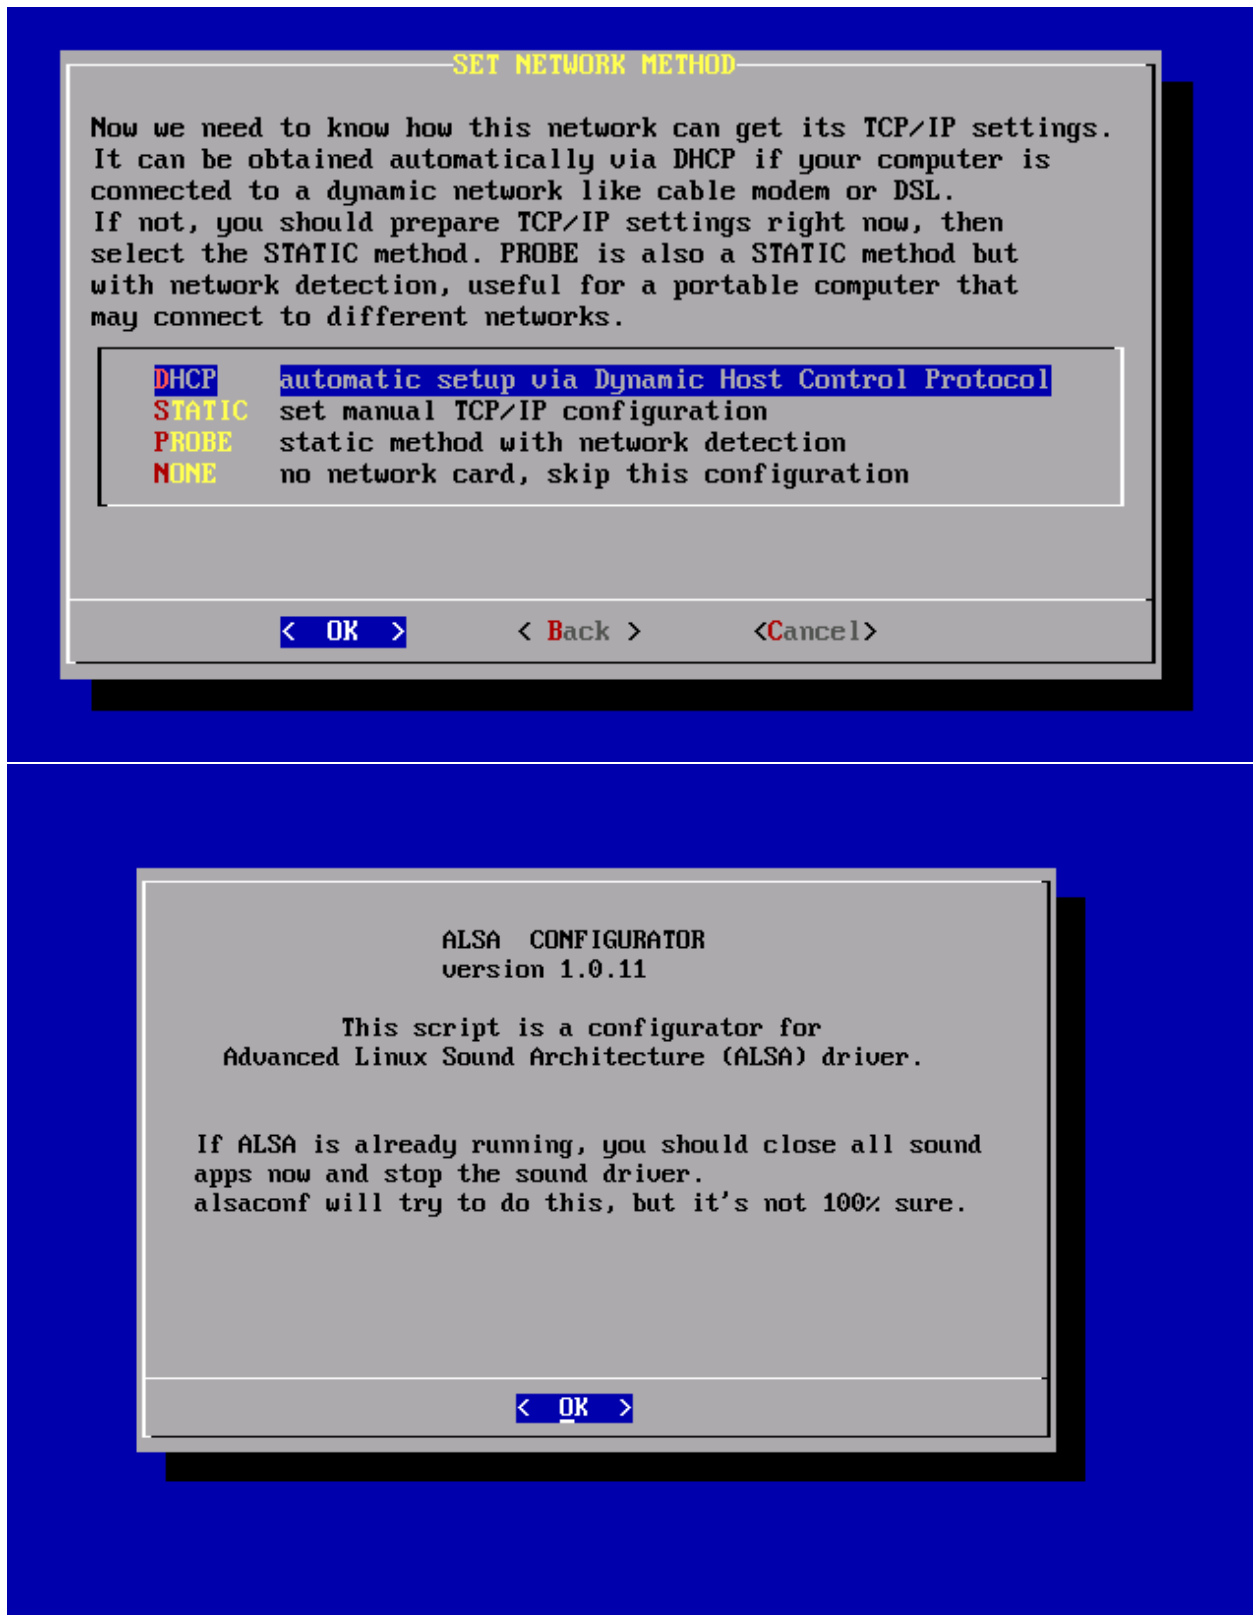 SET NETWORK METHOD
Now we need to know how this network can get its TCP/IP settings.
It can be obtained automatically via DHCP if your computer is
connected to a dynamic network like cable modem or DSL.
If not, you should prepare TCP/IP settings right now, then
select the STATIC method. PROBE is also a STATIC method but
with network detection, useful for a portable computer that
may connect to different networks.
DHCP automatic setup via Dynamic Host Control Protocol
STATIC set manual TCP/IP configuration
PROBE static method with network detection
NONE no network card, skip this configuration
< OK > < Back > <Cancel>
ALSA CONFIGURATOR
version 1.0.11
This script is a configurator for
Advanced Linux Sound Architecture (ALSA) driver.
If ALSA is already running, you should close all sound
apps now and stop the sound driver.
alsaconf will try to do this, but it's not 100% sure.
< OK >